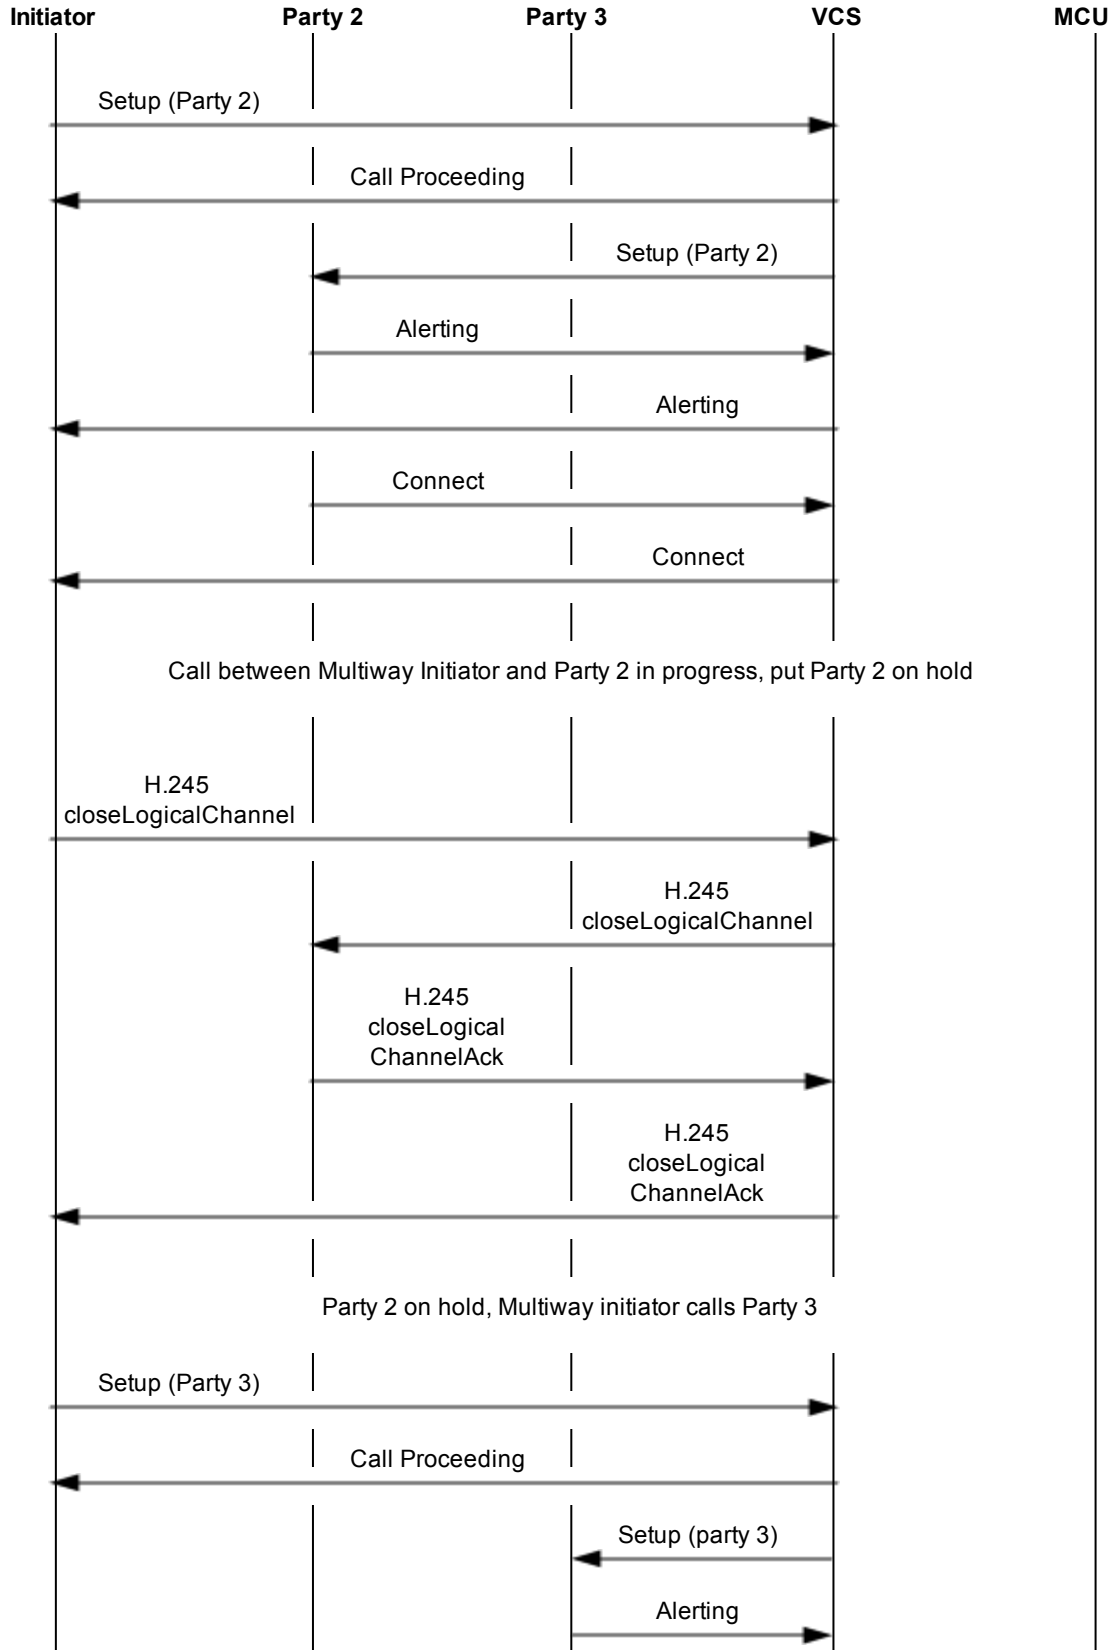 Initiator Party 2 Party 3 VCS MCU
Setup (Party 2)
Call Proceeding
Setup (Party 2)
Alerting
Alerting
Connect
Connect
Call between Multiway Initiator and Party 2 in progress, put Party 2 on hold
H.245
closeLogicalChannel
H.245
closeLogicalChannel
H.245
closeLogical
ChannelAck
H.245
closeLogical
ChannelAck
Party 2 on hold, Multiway initiator calls Party 3
Setup (Party 3)
Call Proceeding
Setup (party 3)
Alerting